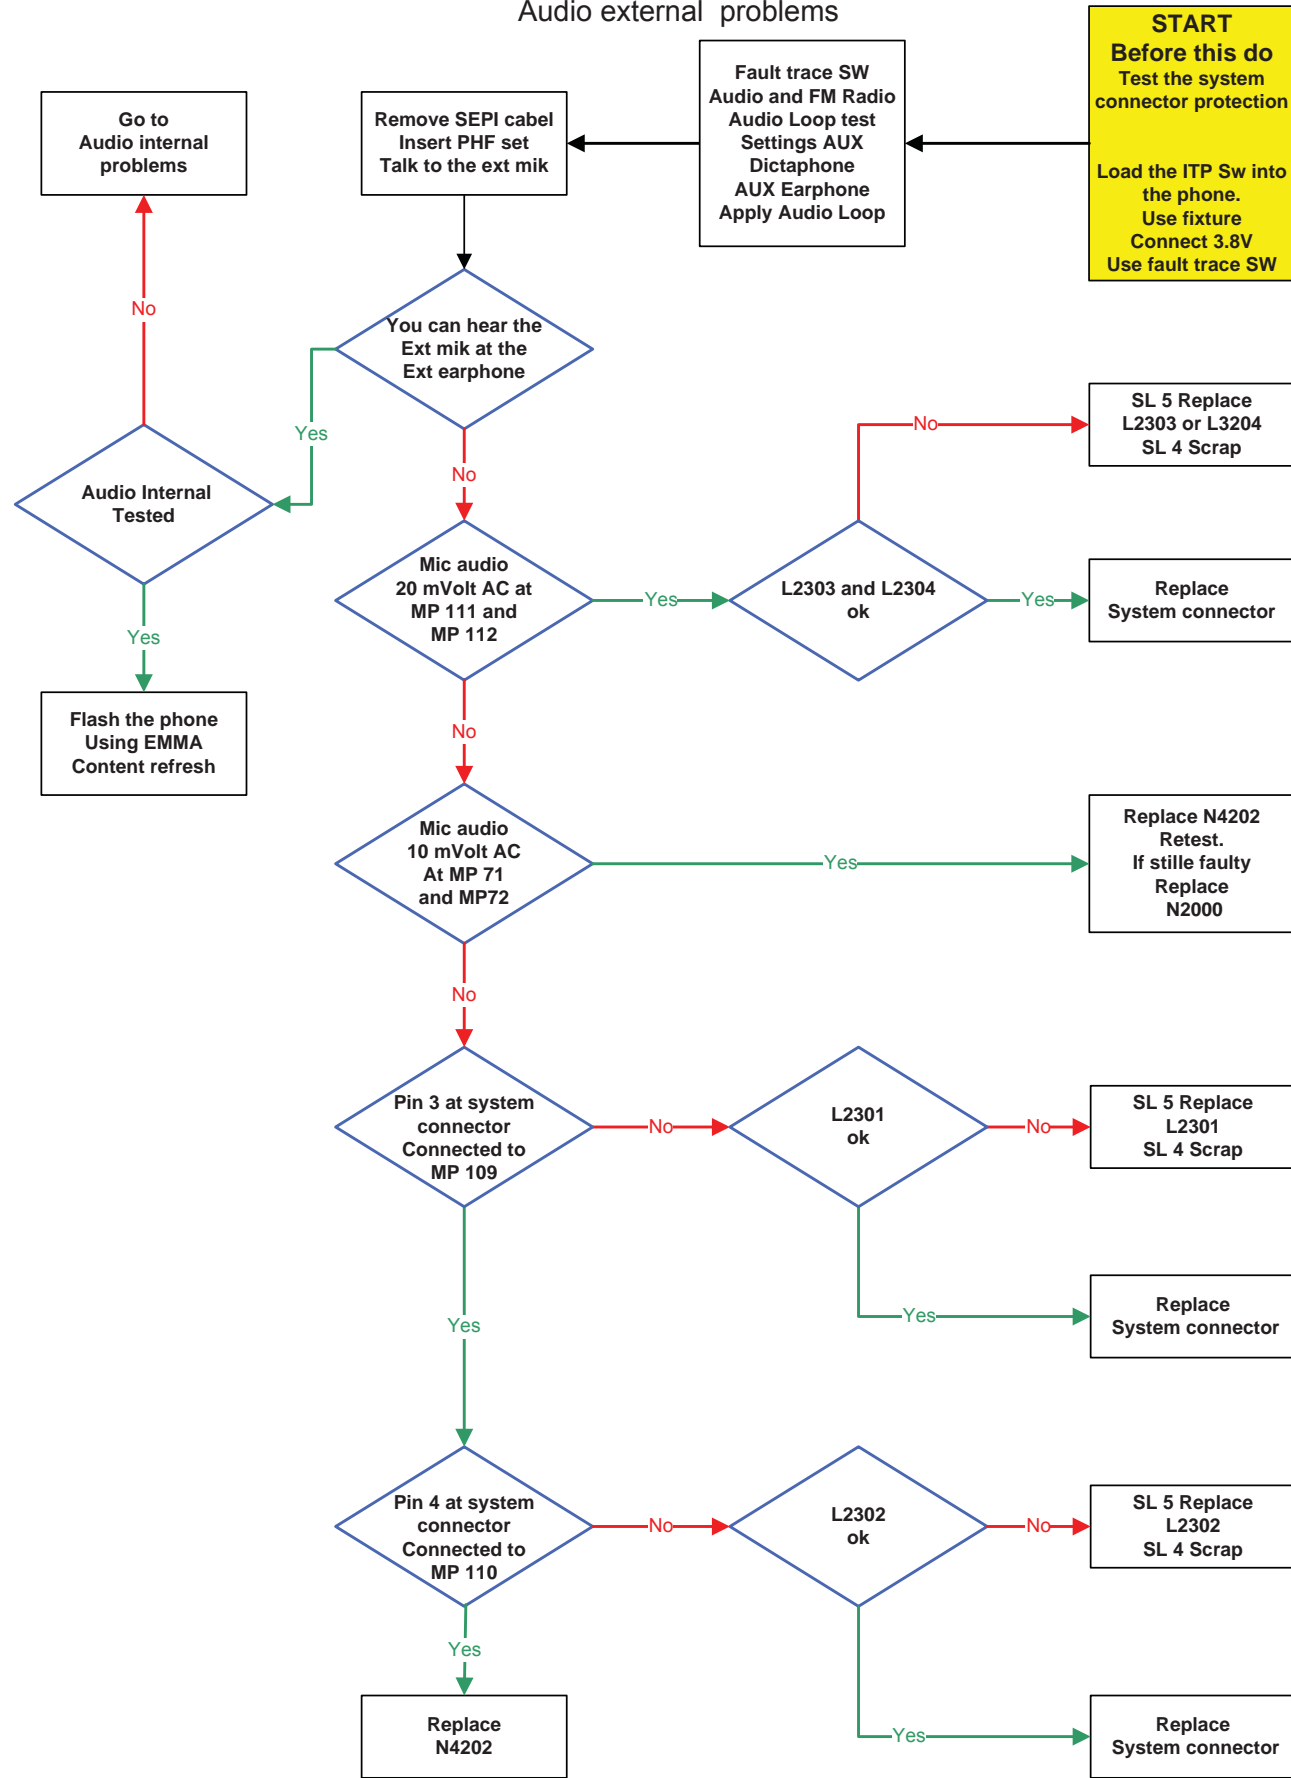 Audio external problems
START
Before this do
Test the system
connector protection
Load the ITP Sw into
the phone.
Use fixture
Connect 3.8V
Use fault trace SW
Fault trace SW
Audio and FM Radio
Audio Loop test
Settings AUX
Dictaphone
AUX Earphone
Apply Audio Loop
Remove SEPI cabel
Insert PHF set
Talk to the ext mik
Go to
Audio internal
problems
No
You can hear the
Ext mik at the
Ext earphone
Yes
No
Audio Internal
Tested
Yes
Flash the phone
Using EMMA
Content refresh
Mic audio
20 mVolt AC at
MP 111 and
MP 112
Yes
L2303 and L2304
ok
No
SL 5 Replace
L2303 or L3204
SL 4 Scrap
Yes
Replace
System connector
No
Mic audio
10 mVolt AC
At MP 71
and MP72
Yes
Replace N4202
Retest.
If stille faulty
Replace
N2000
No
Pin 3 at system
connector
Connected to
MP 109
No
L2301
ok
No
SL 5 Replace
L2301
SL 4 Scrap
Yes
Replace
System connector
Yes
Pin 4 at system
connector
Connected to
MP 110
No
L2302
ok
No
SL 5 Replace
L2302
SL 4 Scrap
Yes
Replace
System connector
Yes
Replace
N4202